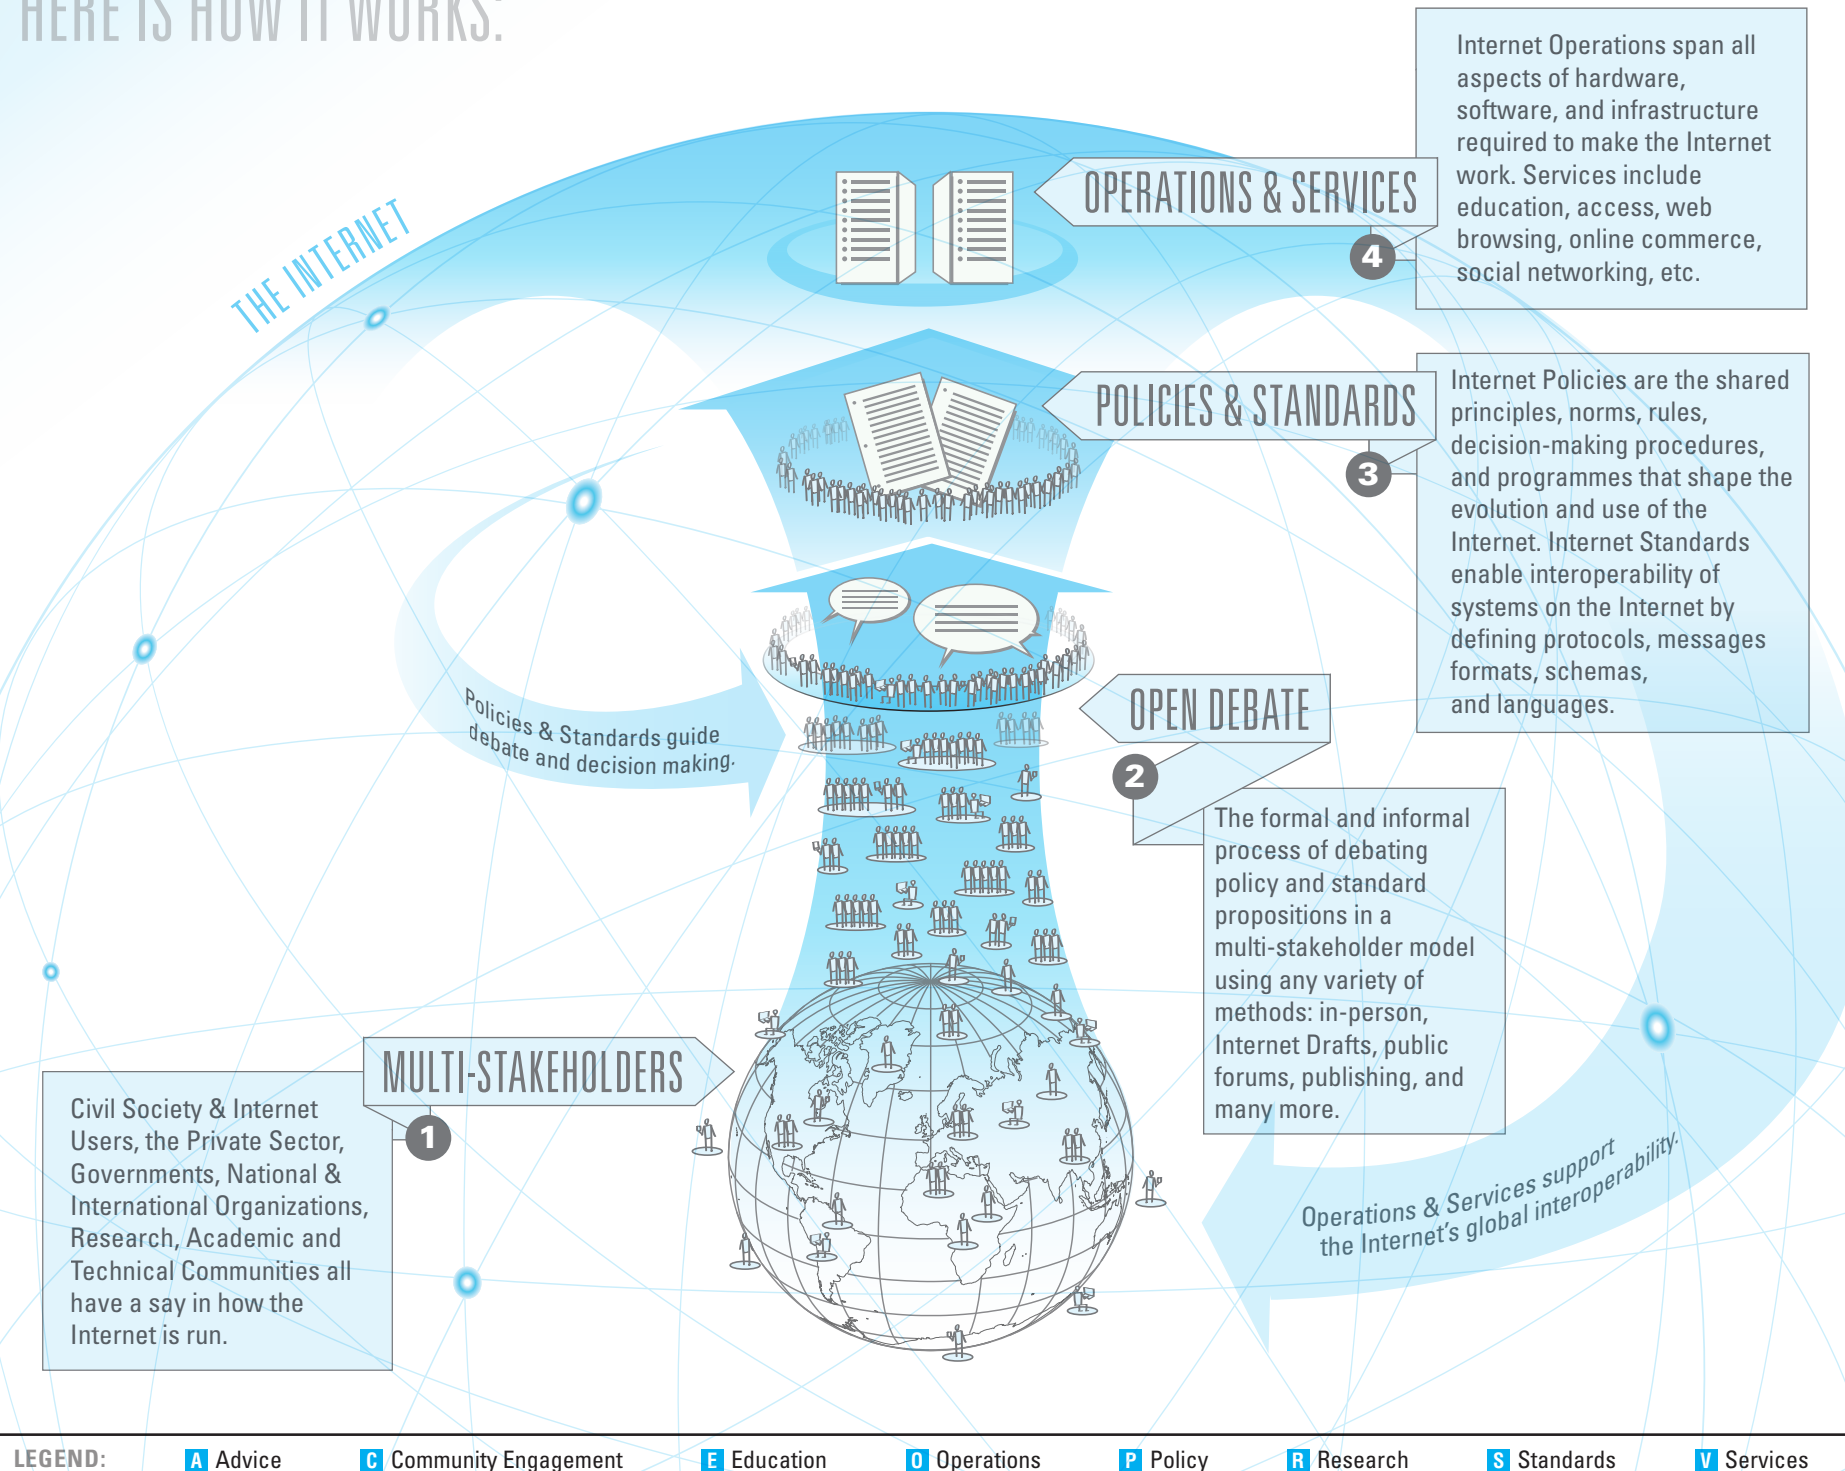 HERE IS HOW IT WORKS:
THE INTERNET
OPERATIONS & SERVICES
4
Internet Operations span all
aspects of hardware,
software, and infrastructure
required to make the Internet
work. Services include
education, access, web
browsing, online commerce,
social networking, etc.
POLICIES & STANDARDS
3
Internet Policies are the shared
principles, norms, rules,
decision-making procedures,
and programmes that shape the
evolution and use of the
Internet. Internet Standards
enable interoperability of
systems on the Internet by
defining protocols, messages
formats, schemas,
and languages.
Policies & Standards guide
debate and decision making.
OPEN DEBATE
2
The formal and informal
process of debating
policy and standard
propositions in a
multi-stakeholder model
using any variety of
methods: in-person,
Internet Drafts, public
forums, publishing, and
many more.
MULTI-STAKEHOLDERS
1
Civil Society & Internet
Users, the Private Sector,
Governments, National &
International Organizations,
Research, Academic and
Technical Communities all
have a say in how the
Internet is run.
Operations & Services support
the Internet's global interoperability.
LEGEND: A Advice C Community Engagement E Education O Operations P Policy R Research S Standards V Services